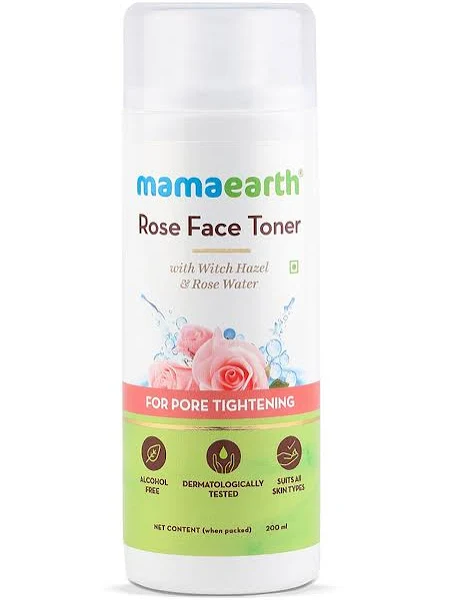 mamaearth®
Rose Face Toner
with Witch Hazel
& Rose Water
FOR PORE TIGHTENING
ALCOHOL
FREE
DERMATOLOGICALLY
TESTED
SUITS All
SKIN TYPES
NET CONTENT (when packed) 200 ml